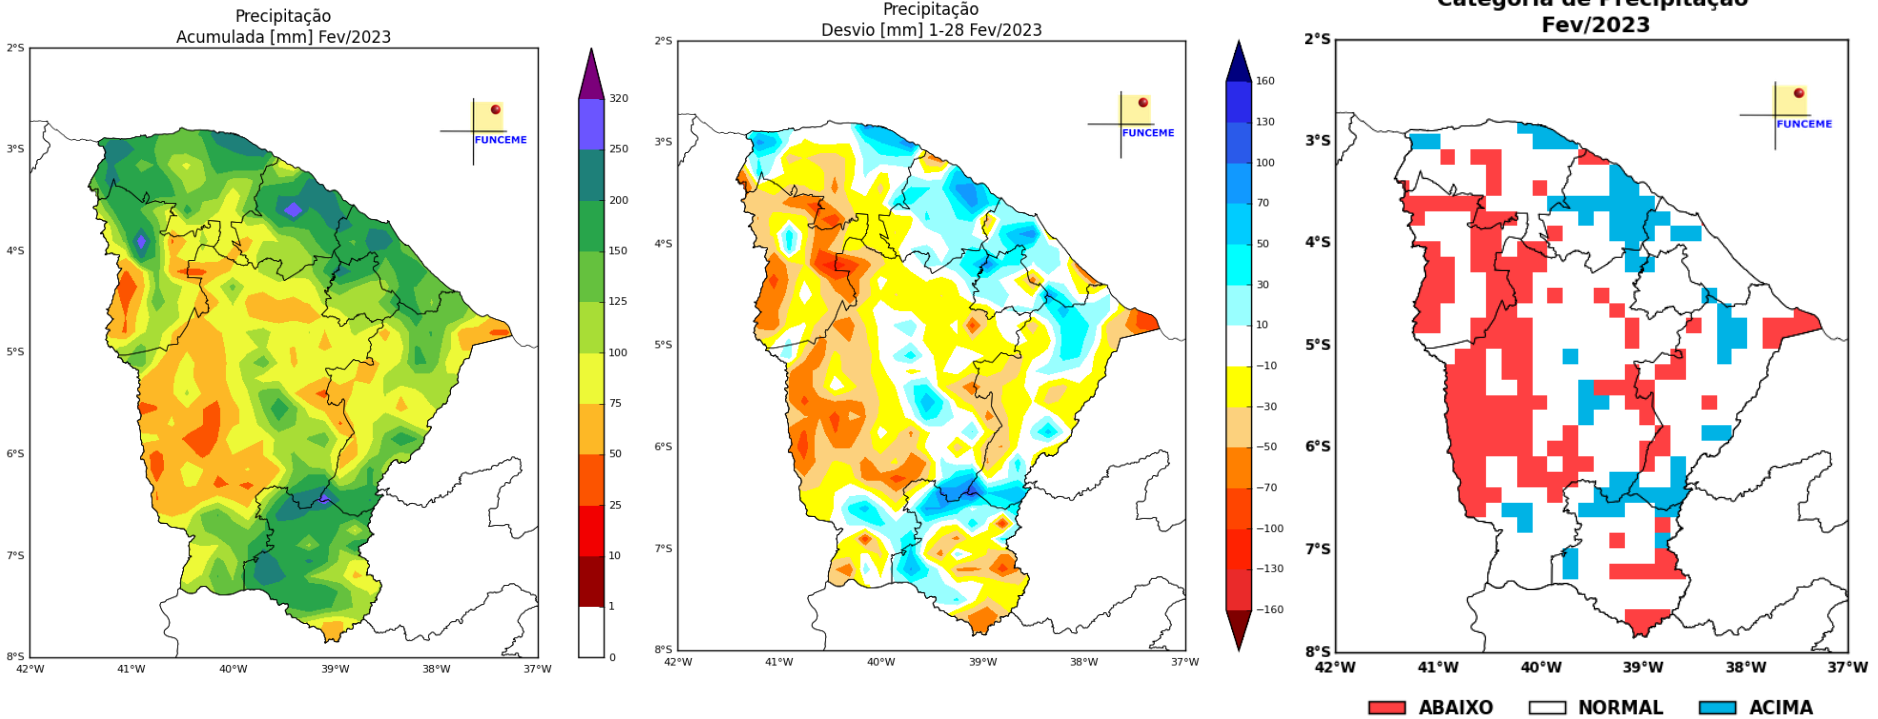 Precipitação
Acumulada [mm] Fev/2023
2°S
3°S
4°S
5°S
6°S
7°S
8°S
42°W
41°W
40°W
39°W
38°W
37°W
FUNCEME
320
250
200
150
125
100
75
50
25
10
1
0
Precipitação
Desvio [mm] 1-28 Fev/2023
2°S
3°S
4°S
5°S
6°S
7°S
8°S
42°W
41°W
40°W
39°W
38°W
37°W
FUNCEME
160
130
100
70
50
30
10
−10
−30
−50
−70
−100
−130
−160
Categoria de Precipitação
Fev/2023
2°S
3°S
4°S
5°S
6°S
7°S
8°S
42°W
41°W
40°W
39°W
38°W
37°W
FUNCEME
ABAIXO
NORMAL
ACIMA